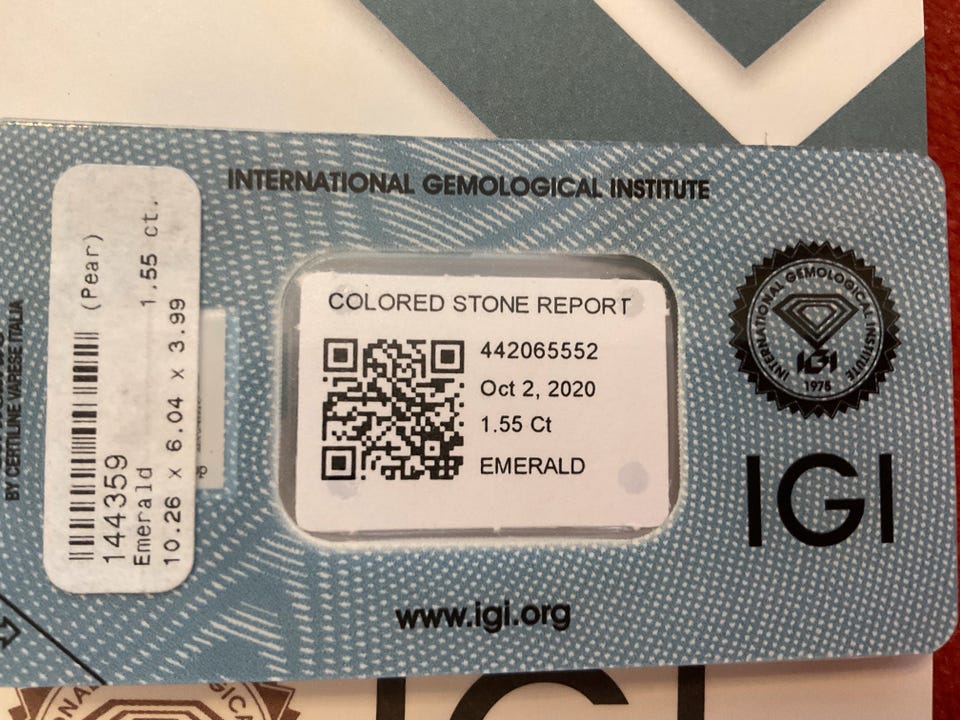 INTERNATIONAL GEMOLOGICAL INSTITUTE
COLORED STONE REPORT
442065552
Oct 2, 2020
1.55 Ct
EMERALD
INTERNATIONAL GEMOLOGICAL INSTITUTE
IGI
1975
IGI
www.igi.org
144359
Emerald (Pear)
10.26 x 6.04 x 3.99 1.55 ct.
BY CERTILINE VARESE ITALIA